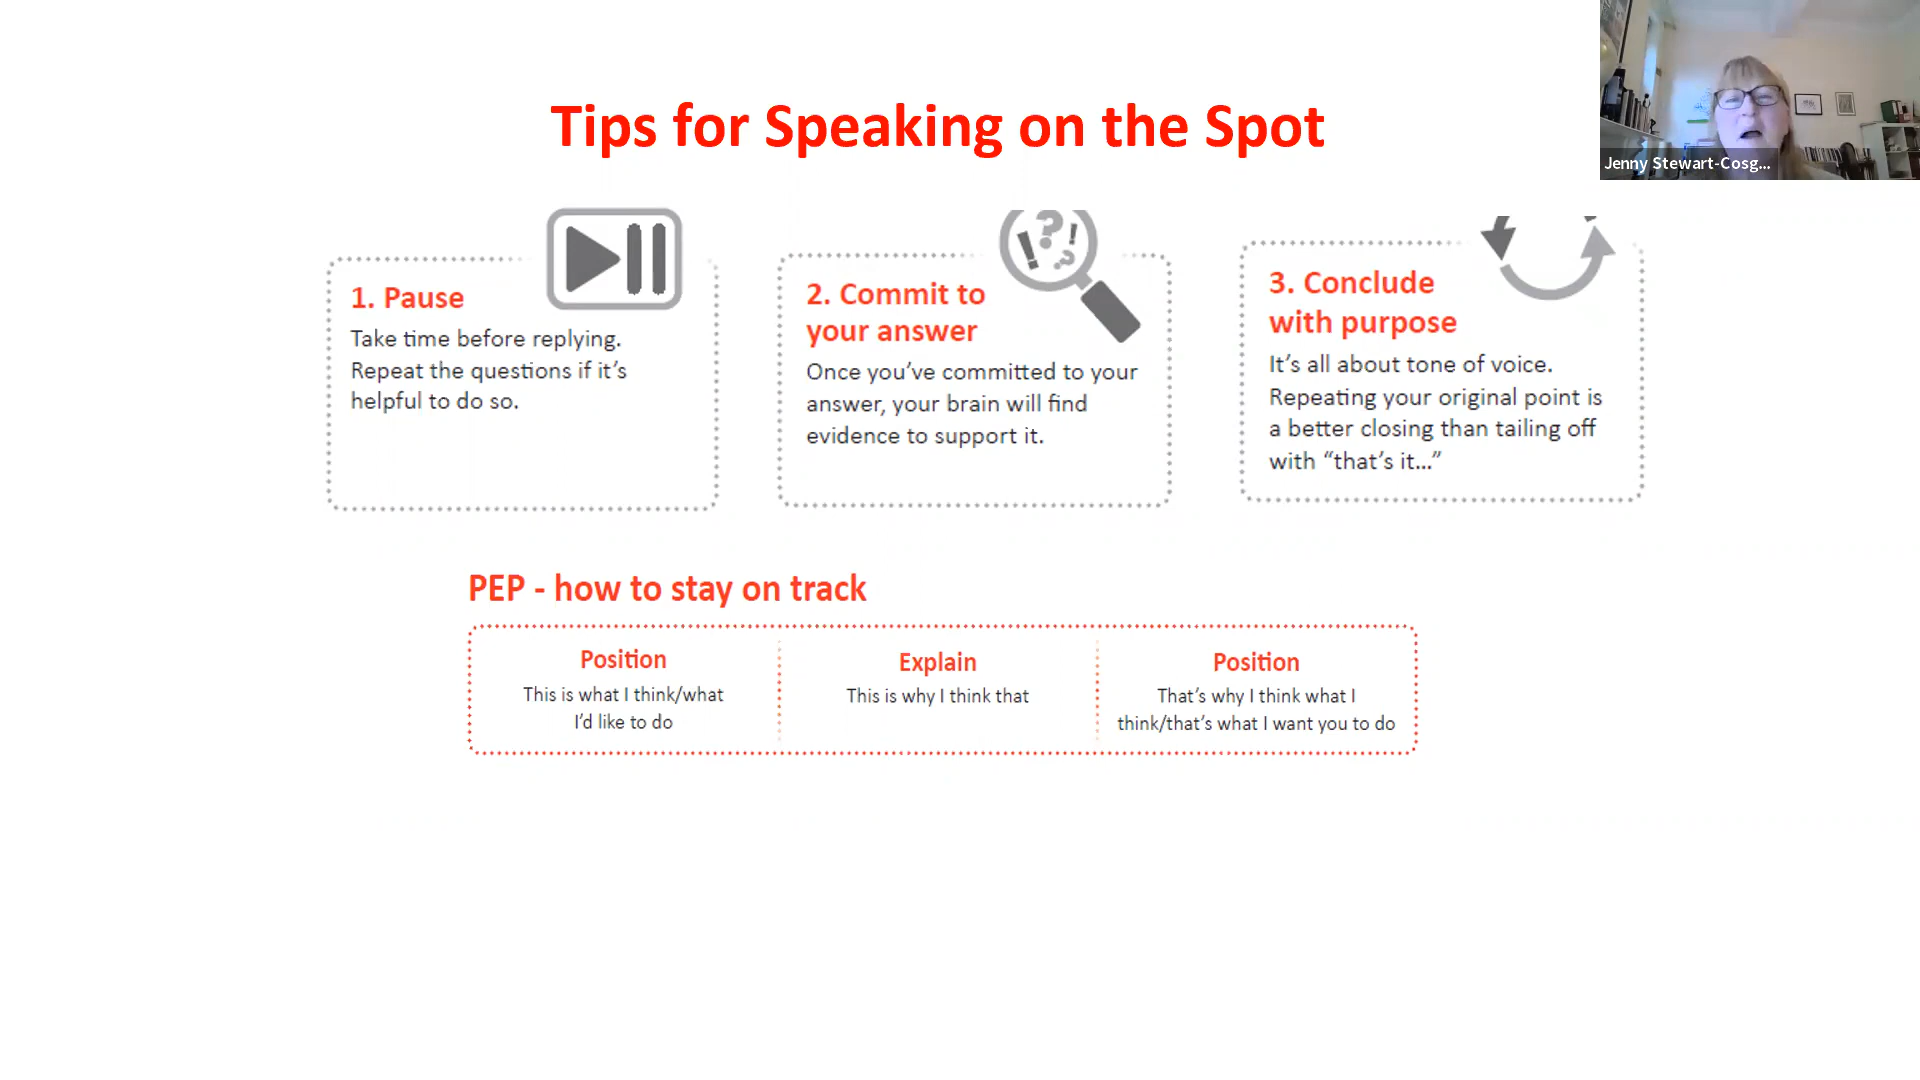 Tips for Speaking on the Spot
Jenny Stewart-Cosg...
1. Pause
Take time before replying.
Repeat the questions if it’s
helpful to do so.
2. Commit to
your answer
Once you’ve committed to your
answer, your brain will find
evidence to support it.
3. Conclude
with purpose
It’s all about tone of voice.
Repeating your original point is
a better closing than tailing off
with “that’s it...”
PEP - how to stay on track
Position
This is what I think/what
I’d like to do
Explain
This is why I think that
Position
That’s why I think what I
think/that’s what I want you to do